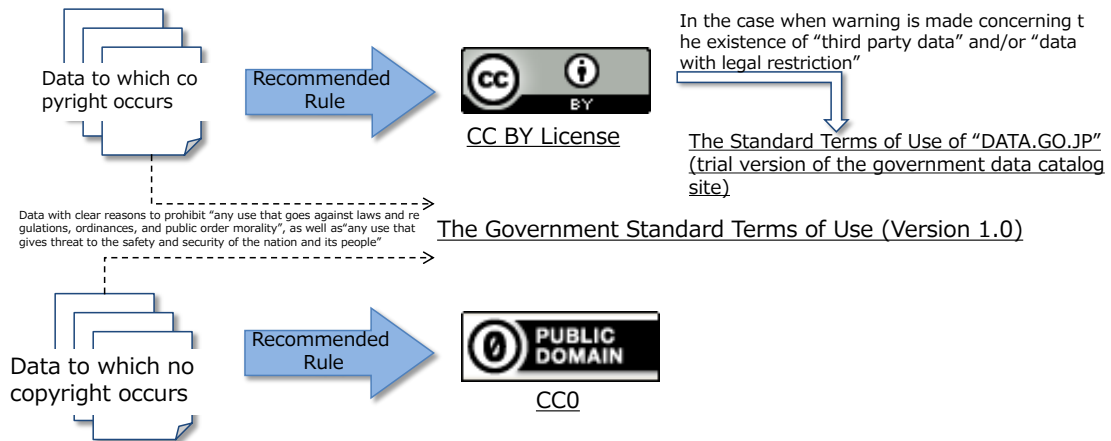 In the case when warning is made concerning t
he existence of “third party data” and/or “data
with legal restriction”
Data to which co
pyright occurs
Recommended
Rule
cc
BY
CC BY License
The Standard Terms of Use of “DATA.GO.JP”
(trial version of the government data catalog
site)
Data with clear reasons to prohibit “any use that goes against laws and re
gulations, ordinances, and public order morality”, as well as“any use that
gives threat to the safety and security of the nation and its people”
The Government Standard Terms of Use (Version 1.0)
Data to which no
copyright occurs
Recommended
Rule
0
PUBLIC
DOMAIN
CC0